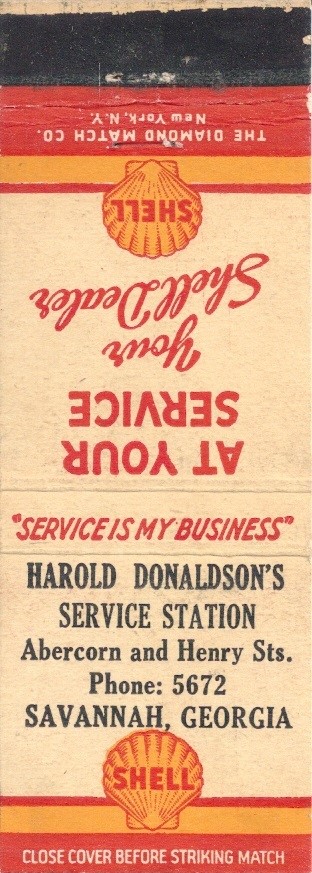 THE DIAMOND MATCH CO.
New York, N.Y.
SHELL
AT YOUR
SERVICE
Your
Shell Dealer
"SERVICE IS MY BUSINESS"
HAROLD DONALDSON'S
SERVICE STATION
Abercorn and Henry Sts.
Phone: 5672
SAVANNAH, GEORGIA
SHELL
CLOSE COVER BEFORE STRIKING MATCH